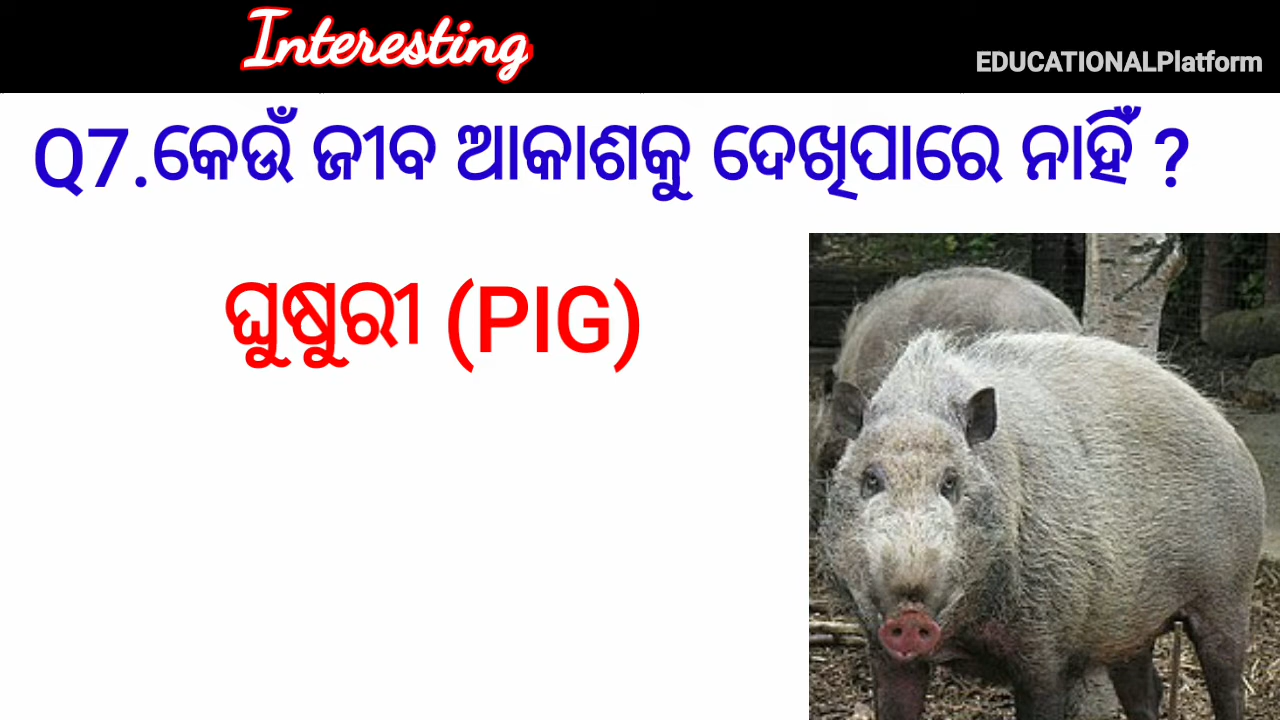 Interesting
EDUCATIONALPlatform
Q7.କେଉଁ ଜୀବ ଆକାଶକୁ ଦେଖିପାରେ ନାହିଁ ?
ଘୁଷୁରୀ (PIG)